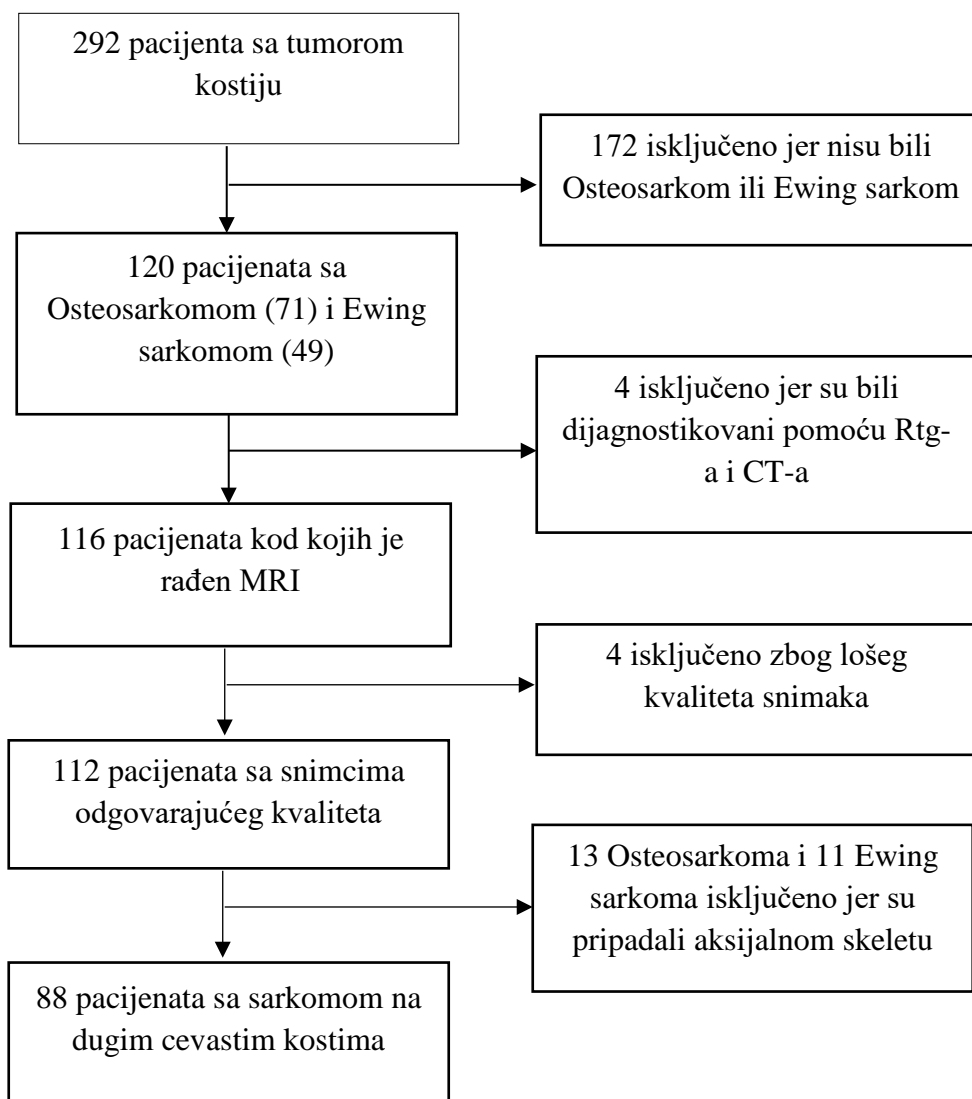 292 pacijenta sa tumorom
kostiju
172 isključeno jer nisu bili
Osteosarkom ili Ewing sarkom
120 pacijenata sa
Osteosarkomom (71) i Ewing
sarkomom (49)
4 isključeno jer su bili
dijagnostikovani pomoću Rtg-
a i CT-a
116 pacijenata kod kojih je
rađen MRI
4 isključeno zbog lošeg
kvaliteta snimaka
112 pacijenata sa snimcima
odgovarajućeg kvaliteta
13 Osteosarkoma i 11 Ewing
sarkoma isključeno jer su
pripadali aksijalnom skeletu
88 pacijenata sa sarkomom na
dugim cevastim kostima